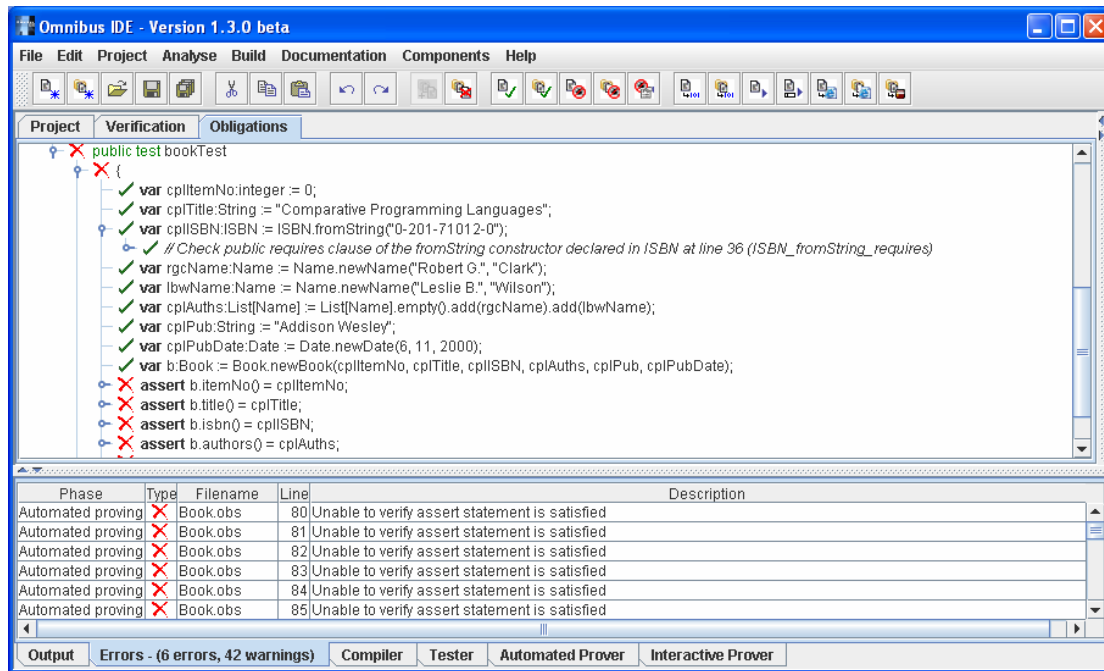 Omnibus IDE - Version 1.3.0 beta
File Edit Project Analyse Build Documentation Components Help
Project Verification Obligations
public test bookTest
{
var cplItemNo:integer := 0;
var cplTitle:String := "Comparative Programming Languages";
var cplISBN:ISBN := ISBN.fromString("0-201-71012-0");
// Check public requires clause of the fromString constructor declared in ISBN at line 36 (ISBN_fromString_requires)
var rgcName:Name := Name.newName("Robert G.", "Clark");
var lbwName:Name := Name.newName("Leslie B.", "Wilson");
var cplAuths:List[Name] := List[Name].empty().add(rgcName).add(lbwName);
var cplPub:String := "Addison Wesley";
var cplPubDate:Date := Date.newDate(6, 11, 2000);
var b:Book := Book.newBook(cplItemNo, cplTitle, cplISBN, cplAuths, cplPub, cplPubDate);
assert b.itemNo() = cplItemNo;
assert b.title() = cplTitle;
assert b.isbn() = cplISBN;
assert b.authors() = cplAuths;
Phase Type Filename Line Description
Automated proving Book.obs 80 Unable to verify assert statement is satisfied
Automated proving Book.obs 81 Unable to verify assert statement is satisfied
Automated proving Book.obs 82 Unable to verify assert statement is satisfied
Automated proving Book.obs 83 Unable to verify assert statement is satisfied
Automated proving Book.obs 84 Unable to verify assert statement is satisfied
Automated proving Book.obs 85 Unable to verify assert statement is satisfied
Output Errors - (6 errors, 42 warnings) Compiler Tester Automated Prover Interactive Prover